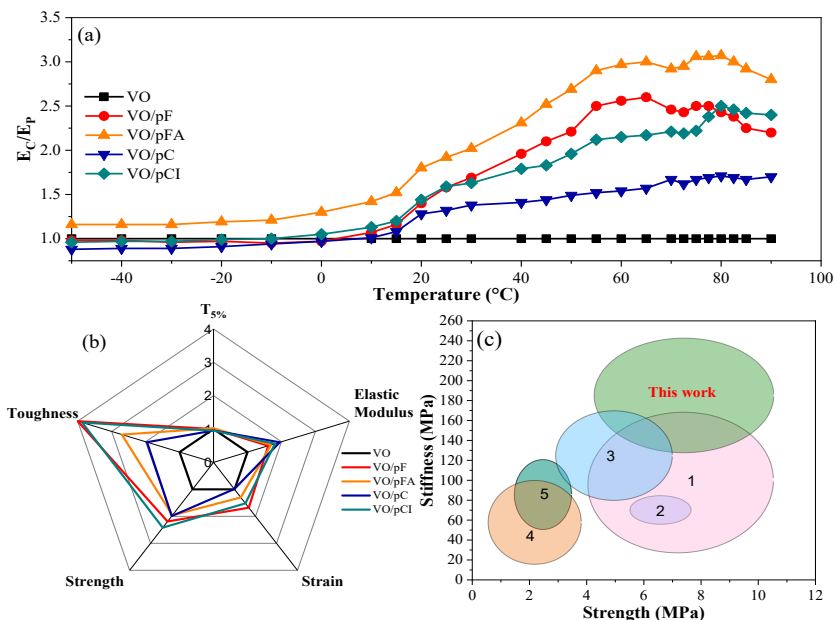 (a)
3.5
3.0
2.5
2.0
1.5
1.0
E_C/E_P
VO
VO/pF
VO/pFA
VO/pC
VO/pCI
-40
-20
0
20
40
60
80
100
Temperature (°C)
(b)
T_5%
4
3
2
1
0
Elastic
Modulus
Toughness
Strength
Strain
VO
VO/pF
VO/pFA
VO/pC
VO/pCI
(c)
260
240
220
200
180
160
140
120
100
80
60
40
20
0
Stiffness (MPa)
This work
3
1
5
2
4
0
2
4
6
8
10
12
Strength (MPa)